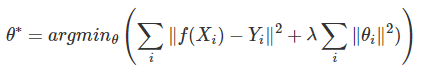 θ* = argmin_θ ( ∑_i ‖f(X_i) − Y_i‖² + λ ∑_i ‖θ_i‖²) )